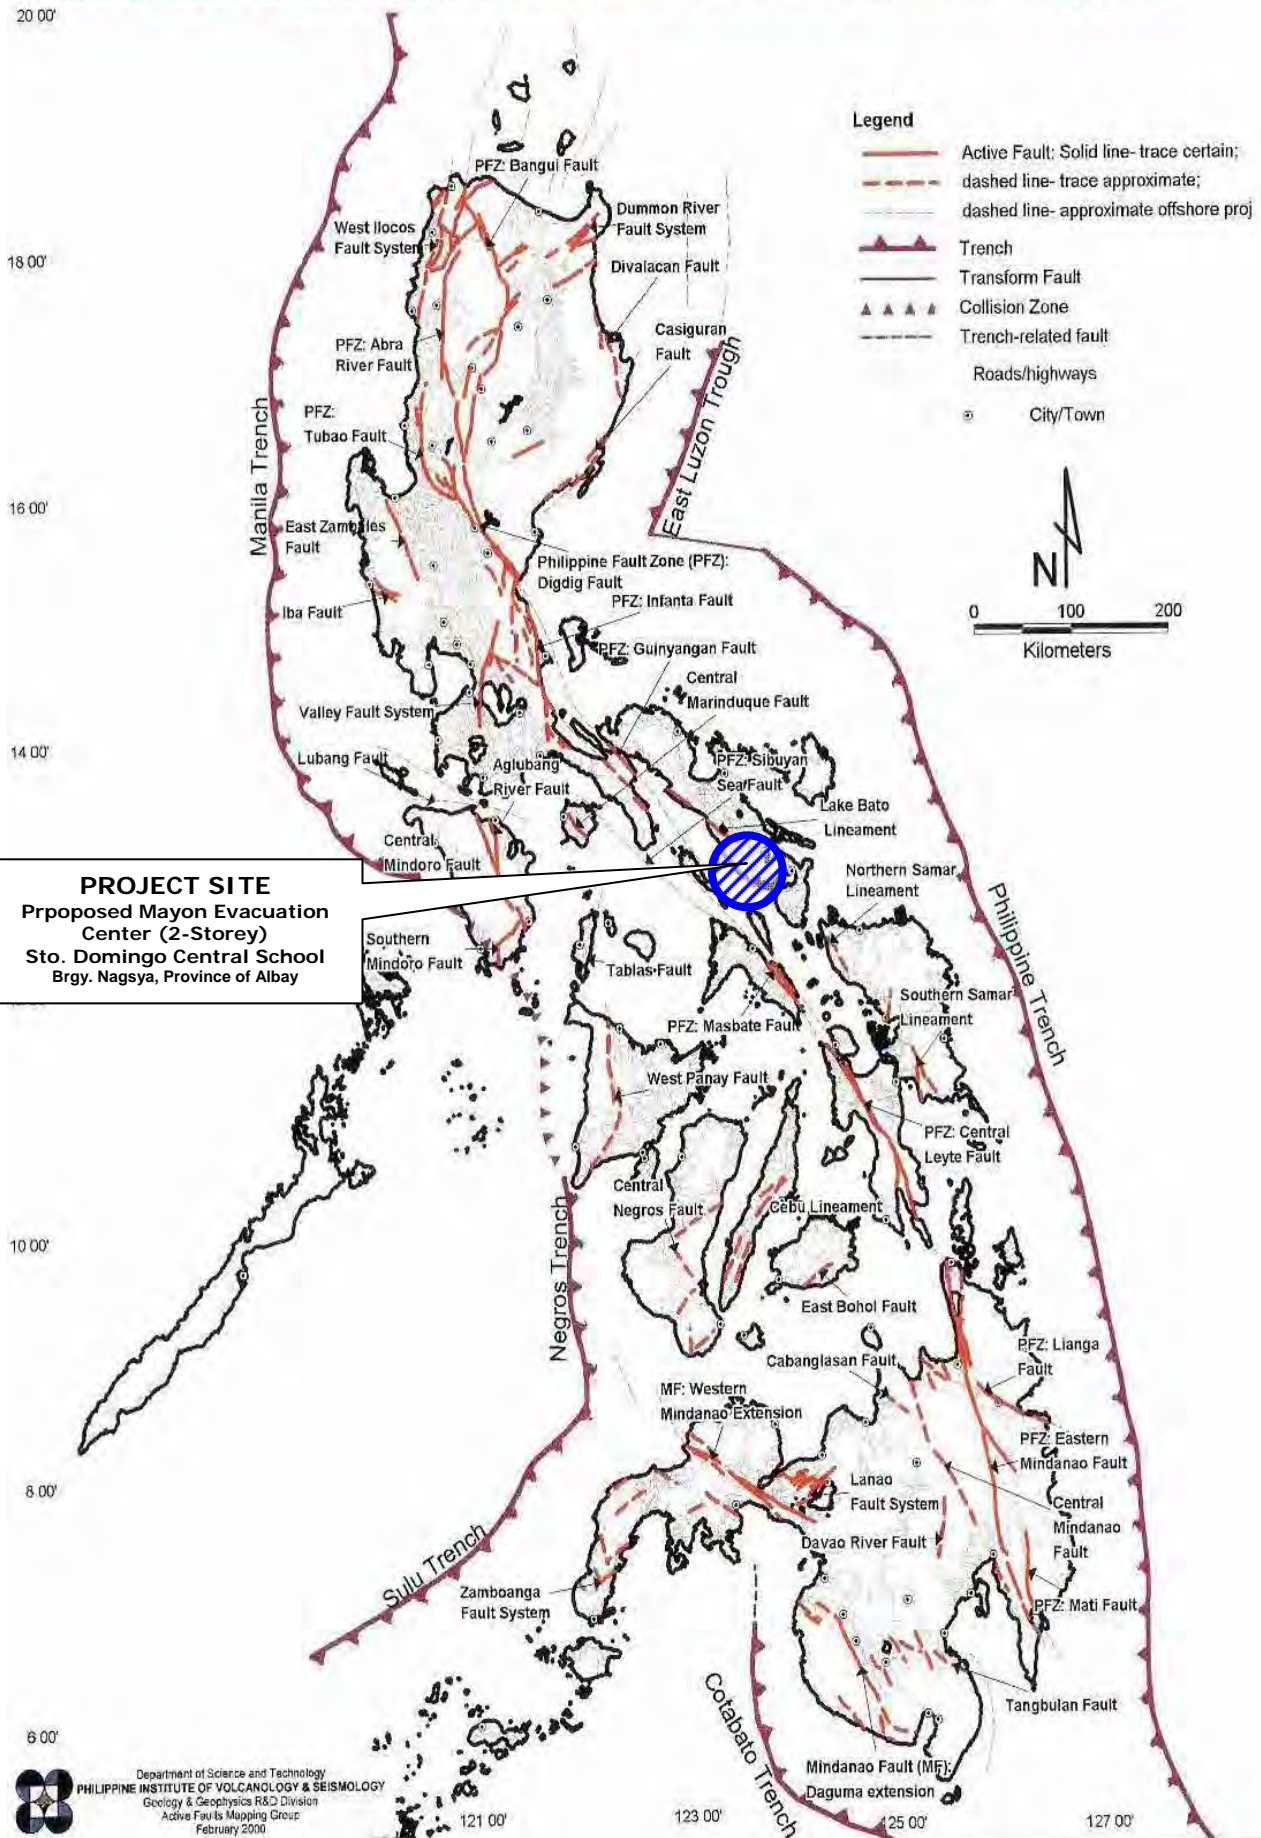 20 00'
18 00'
16 00'
14 00'
10 00'
8 00'
6 00'
121 00'
123 00'
125 00'
127 00'
Legend
Active Fault: Solid line- trace certain;
dashed line- trace approximate;
dashed line- approximate offshore proj
Trench
Transform Fault
Collision Zone
Trench-related fault
Roads/highways
City/Town
N
0 100 200
Kilometers
PFZ: Bangui Fault
West Ilocos
Fault System
Dummon River
Fault System
Divalacan Fault
Casiguran
Fault
PFZ: Abra
River Fault
PFZ:
Tubao Fault
Manila Trench
East Luzon Trough
East Zambales
Fault
Philippine Fault Zone (PFZ):
Digdig Fault
Iba Fault
PFZ: Infanta Fault
PFZ: Guinyangan Fault
Central
Marinduque Fault
Valley Fault System
Lubang Fault
Aglubang
River Fault
PFZ: Sibuyan
Sea Fault
Lake Bato
Lineament
Central
Mindoro Fault
Northern Samar
Lineament
PROJECT SITE
Prpoposed Mayon Evacuation
Center (2-Storey)
Sto. Domingo Central School
Brgy. Nagsya, Province of Albay
Southern
Mindoro Fault
Tablas Fault
Philippine Trench
Southern Samar
Lineament
PFZ: Masbate Fault
West Panay Fault
PFZ: Central
Leyte Fault
Central
Negros Fault
Cebu Lineament
Negros Trench
East Bohol Fault
Cabanglasan Fault
PFZ: Lianga
Fault
MF: Western
Mindanao Extension
PFZ: Eastern
Mindanao Fault
Lanao
Fault System
Central
Mindanao
Fault
Davao River Fault
Sulu Trench
Zamboanga
Fault System
PFZ: Mati Fault
Tangbulan Fault
Cotabato Trench
Mindanao Fault (MF):
Daguma extension
Department of Science and Technology
PHILIPPINE INSTITUTE OF VOLCANOLOGY & SEISMOLOGY
Geology & Geophysics R&D Division
Active Faults Mapping Group
February 2000